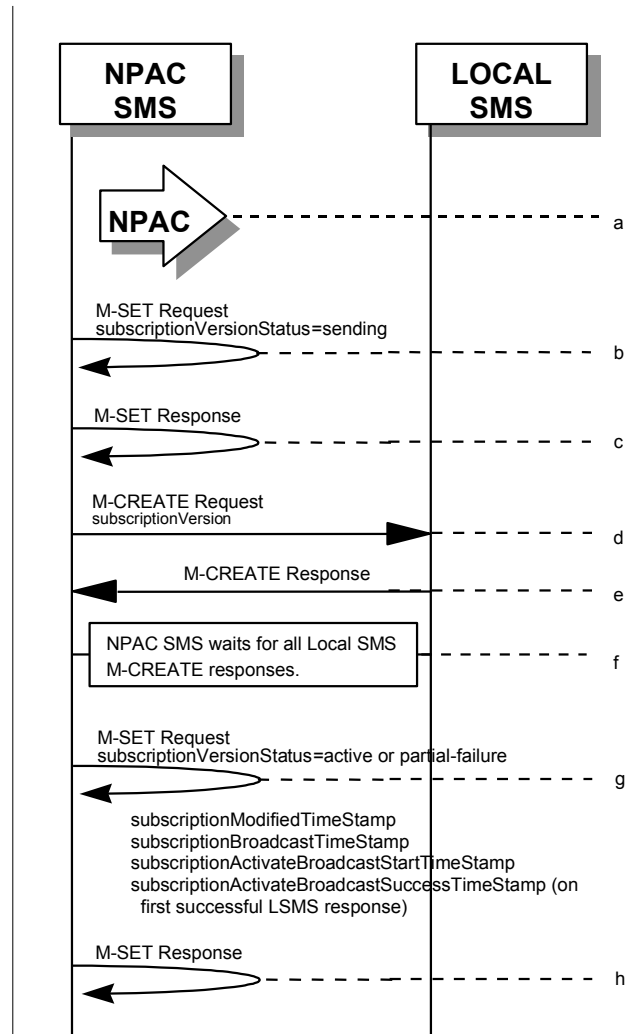 NPAC
SMS
LOCAL
SMS
NPAC
a
M-SET Request
subscriptionVersionStatus=sending
b
M-SET Response
c
M-CREATE Request
subscriptionVersion
d
M-CREATE Response
e
NPAC SMS waits for all Local SMS
M-CREATE responses.
f
M-SET Request
subscriptionVersionStatus=active or partial-failure
g
subscriptionModifiedTimeStamp
subscriptionBroadcastTimeStamp
subscriptionActivateBroadcastStartTimeStamp
subscriptionActivateBroadcastSuccessTimeStamp (on
first successful LSMS response)
M-SET Response
h